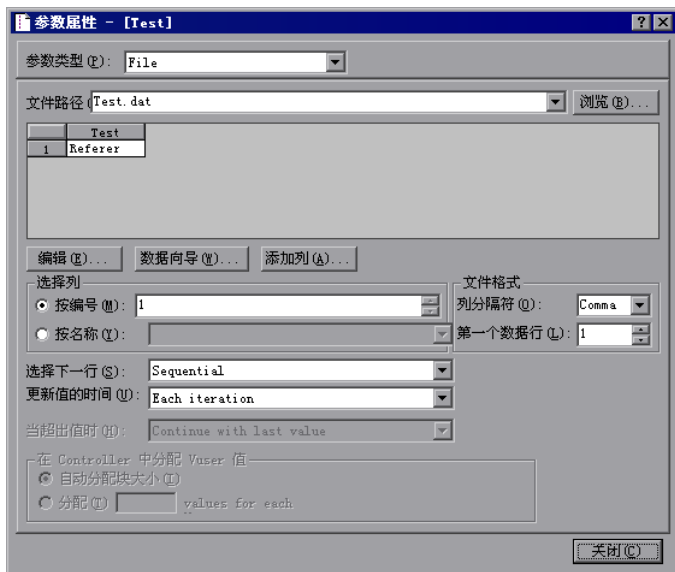 参数属性 - [Test]
参数类型(P): File
文件路径( Test.dat 浏览(B)...
Test
1 Referer
编辑(E)... 数据向导(W)... 添加列(A)...
选择列 文件格式
按编号(M): 1 列分隔符(O): Comma
按名称(Y): 第一个数据行(L): 1
选择下一行(S): Sequential
更新值的时间(U): Each iteration
当超出值时(H): Continue with last value
在 Controller 中分配 Vuser 值
自动分配块大小(I)
分配(T) values for each
关闭(C)